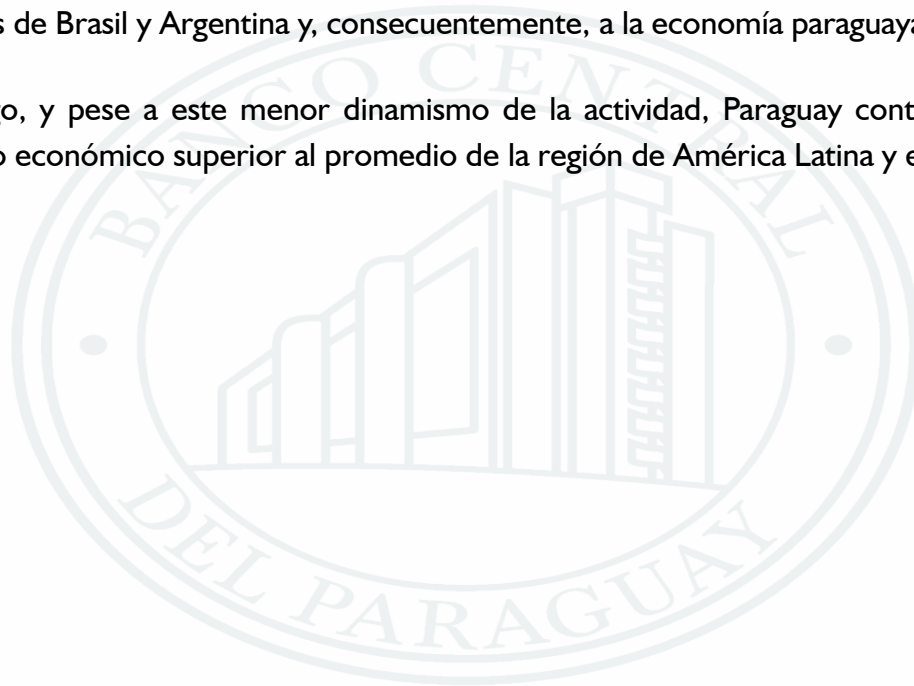 s de Brasil y Argentina y, consecuentemente, a la economía paraguaya
o, y pese a este menor dinamismo de la actividad, Paraguay cont
o económico superior al promedio de la región de América Latina y e
BANCO CENTRAL
DEL PARAGUAY